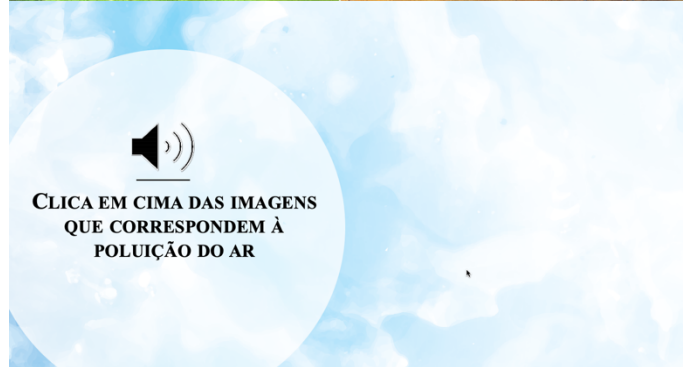 CLICA EM CIMA DAS IMAGENS
QUE CORRESPONDEM À
POLUIÇÃO DO AR